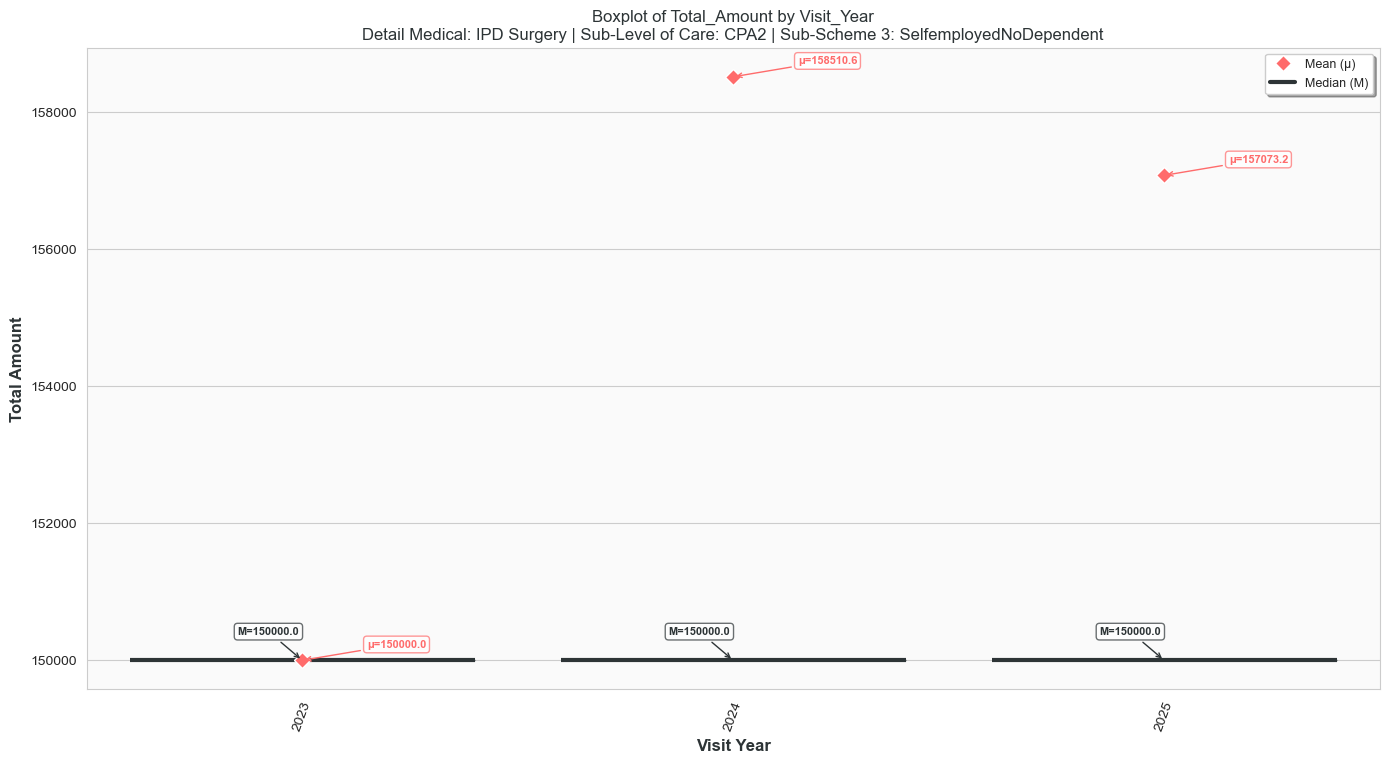 Boxplot of Total_Amount by Visit_Year
Detail Medical: IPD Surgery | Sub-Level of Care: CPA2 | Sub-Scheme 3: SelfemployedNoDependent
Mean (μ)
Median (M)
μ=158510.6
μ=157073.2
M=150000.0
μ=150000.0
M=150000.0
M=150000.0
158000
156000
154000
152000
150000
Total Amount
2023
2024
2025
Visit Year